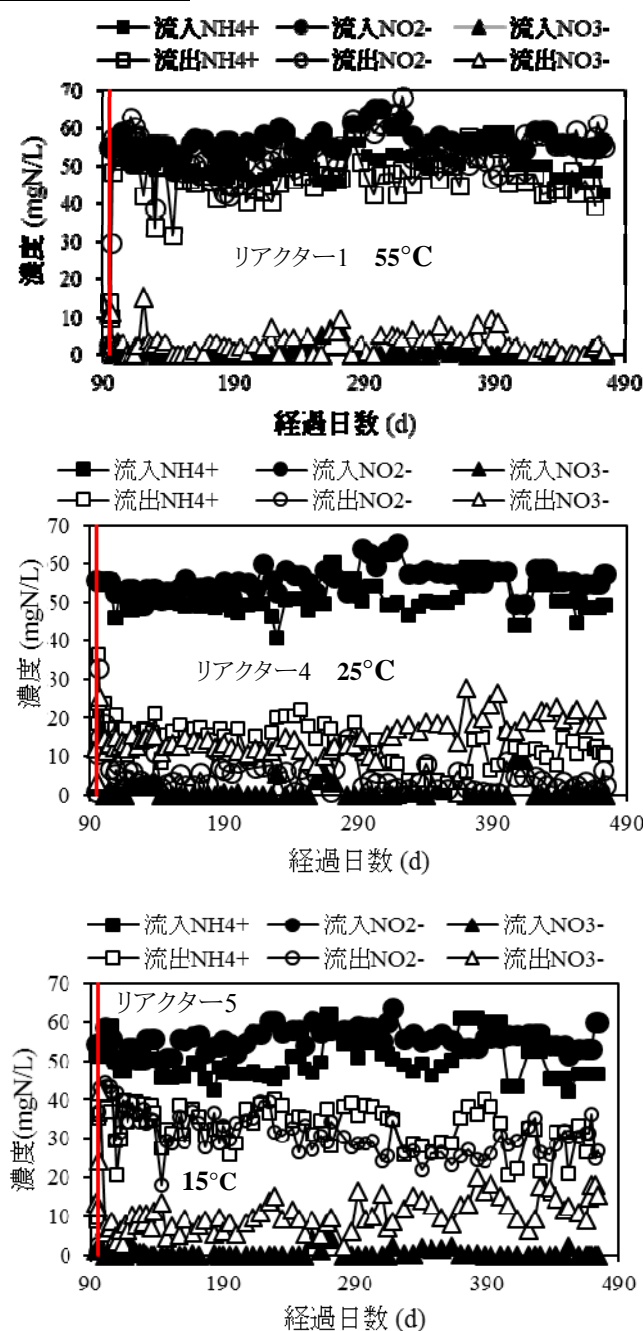 流入NH4+ 流入NO2- 流入NO3-
流出NH4+ 流出NO2- 流出NO3-
70
60
50
40
30
20
10
0
濃度 (mgN/L)
リアクター1 55°C
90 190 290 390 490
経過日数 (d)
流入NH4+ 流入NO2- 流入NO3-
流出NH4+ 流出NO2- 流出NO3-
70
60
50
40
30
20
10
0
濃度 (mgN/L)
リアクター4 25°C
90 190 290 390 490
経過日数 (d)
流入NH4+ 流入NO2- 流入NO3-
流出NH4+ 流出NO2- 流出NO3-
70
60
50
40
30
20
10
0
濃度(mgN/L)
リアクター5
15°C
90 190 290 390 490
経過日数 (d)